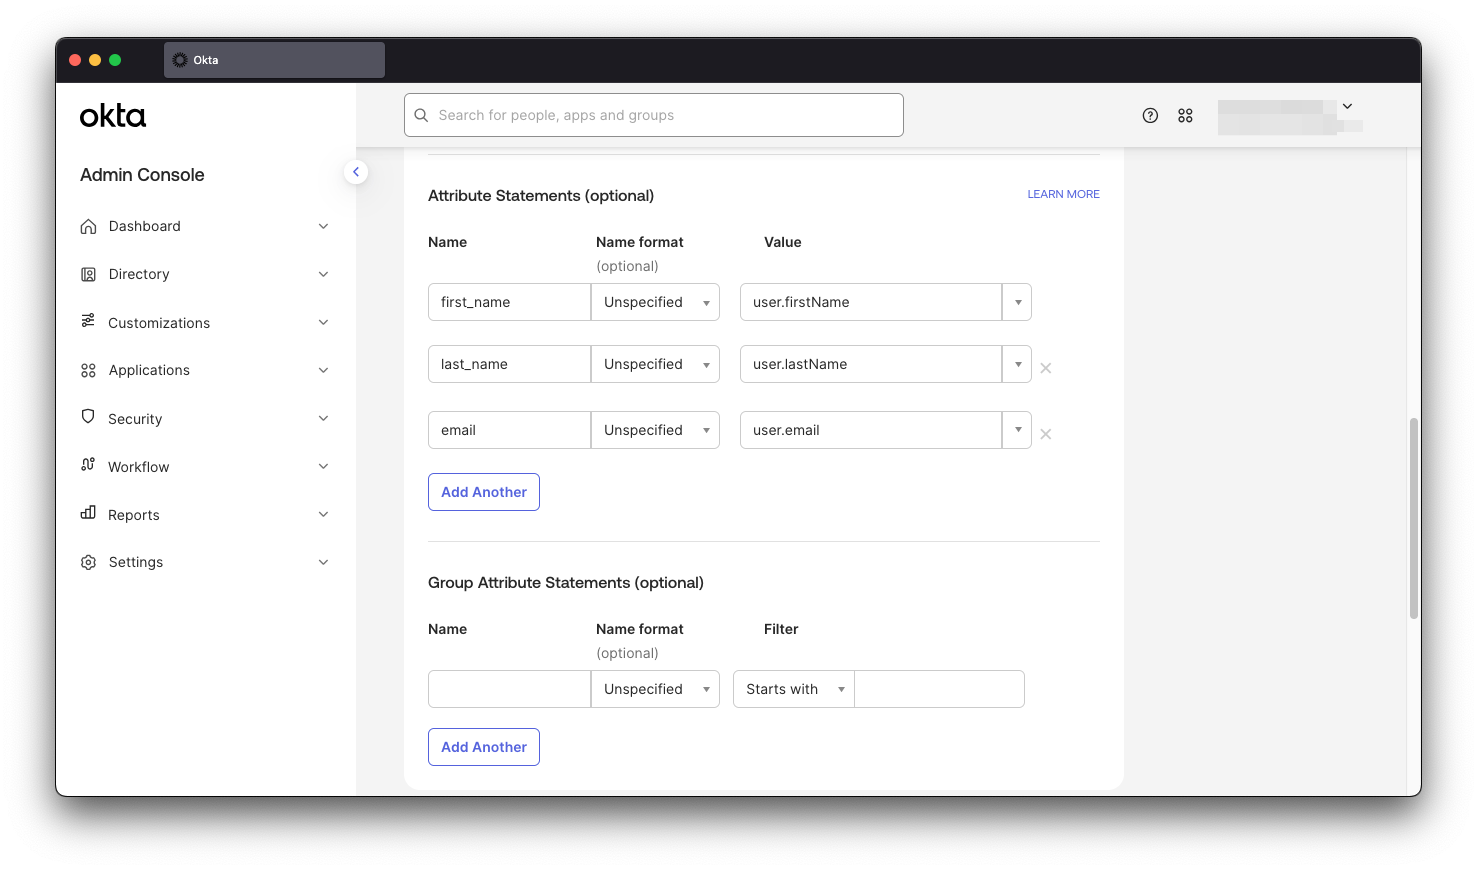 Okta
okta
Search for people, apps and groups
Admin Console
Dashboard
Directory
Customizations
Applications
Security
Workflow
Reports
Settings
Attribute Statements (optional)
LEARN MORE
Name Name format Value
(optional)
first_name Unspecified user.firstName
last_name Unspecified user.lastName
email Unspecified user.email
Add Another
Group Attribute Statements (optional)
Name Name format Filter
(optional)
Unspecified Starts with
Add Another